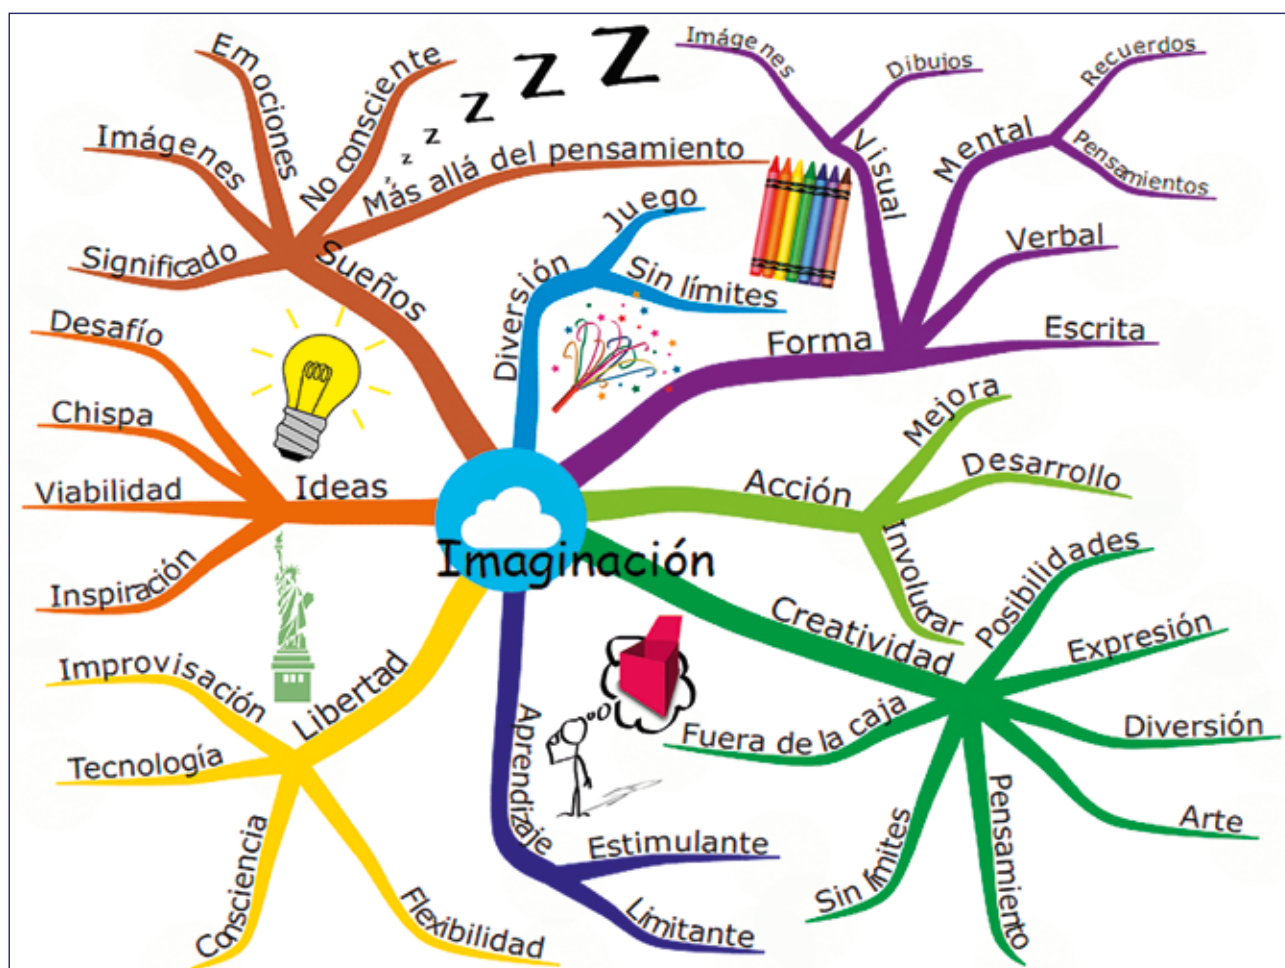 Imaginación
Sueños
Emociones
No consciente
Imágenes
Más allá del pensamiento
Significado
z
z
z
z
z
Z
Z
Diversión
Juego
Sin límites
Forma
Visual
Imágenes
Dibujos
Mental
Recuerdos
Pensamientos
Verbal
Escrita
Acción
Mejora
Desarrollo
Involucrar
Creatividad
Posibilidades
Expresión
Diversión
Arte
Pensamiento
Sin límites
Fuera de la caja
Aprendizaje
Estimulante
Limitante
Libertad
Improvisación
Tecnología
Consciencia
Flexibilidad
Ideas
Desafío
Chispa
Viabilidad
Inspiración